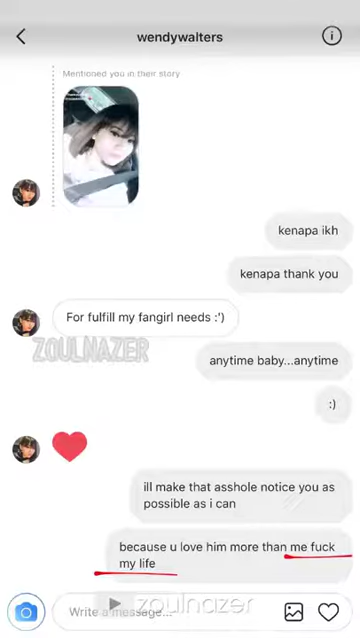 wendywalters
Mentioned you in their story
kenapa ikh
kenapa thank you
For fulfill my fangirl needs :')
ZOULNAZER
anytime baby...anytime
:)
ill make that asshole notice you as
possible as i can
because u love him more than me fuck
my life
Write a message...
zoulnazer